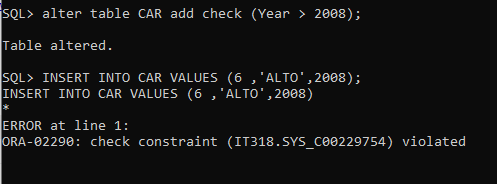 SQL> alter table CAR add check (Year > 2008);
Table altered.
SQL> INSERT INTO CAR VALUES (6 ,'ALTO',2008);
INSERT INTO CAR VALUES (6 ,'ALTO',2008)
*
ERROR at line 1:
ORA-02290: check constraint (IT318.SYS_C00229754) violated